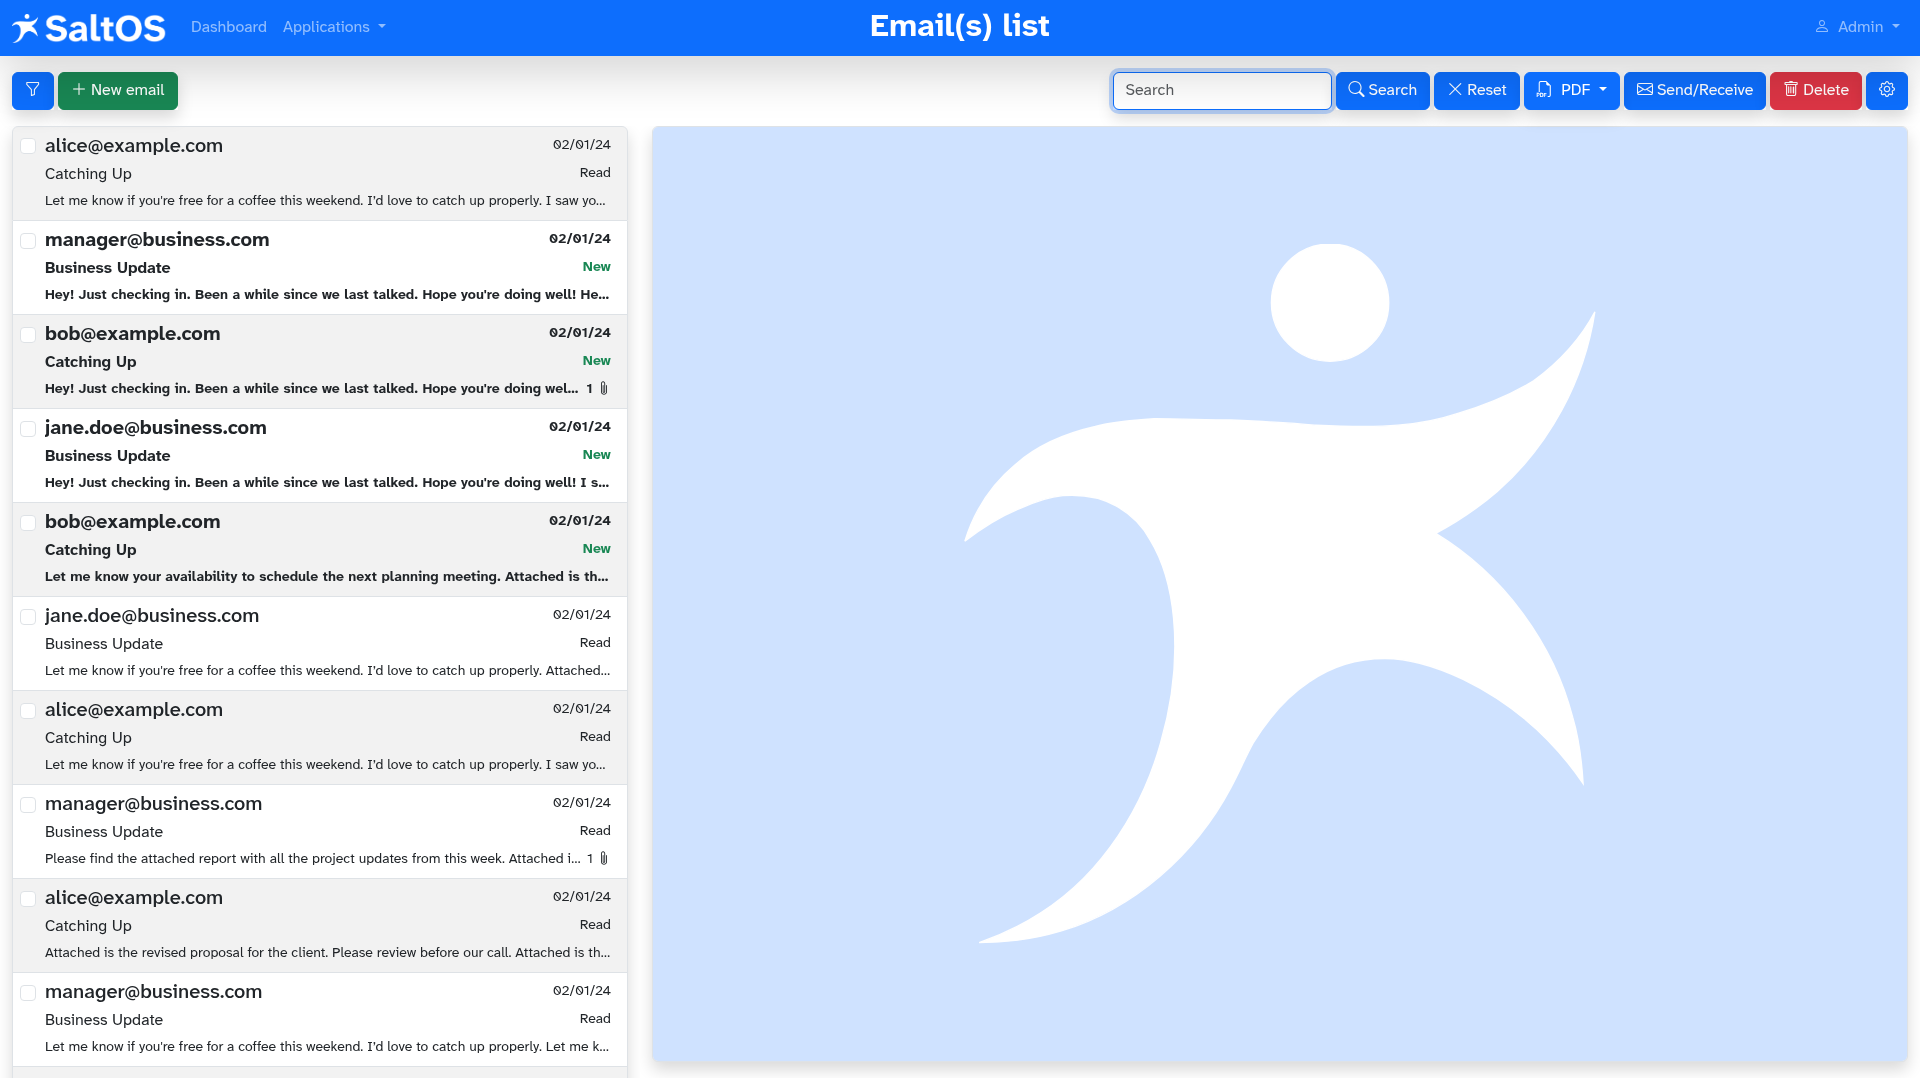 SaltOS Dashboard Applications Email(s) list Admin
New email Search Search Reset PDF PDF Send/Receive Delete
alice@example.com 02/01/24
Catching Up Read
Let me know if you're free for a coffee this weekend. I'd love to catch up properly. I saw yo...
manager@business.com 02/01/24
Business Update New
Hey! Just checking in. Been a while since we last talked. Hope you're doing well! He...
bob@example.com 02/01/24
Catching Up New
Hey! Just checking in. Been a while since we last talked. Hope you're doing wel... 1
jane.doe@business.com 02/01/24
Business Update New
Hey! Just checking in. Been a while since we last talked. Hope you're doing well! I s...
bob@example.com 02/01/24
Catching Up New
Let me know your availability to schedule the next planning meeting. Attached is th...
jane.doe@business.com 02/01/24
Business Update Read
Let me know if you're free for a coffee this weekend. I'd love to catch up properly. Attached...
alice@example.com 02/01/24
Catching Up Read
Let me know if you're free for a coffee this weekend. I'd love to catch up properly. I saw yo...
manager@business.com 02/01/24
Business Update Read
Please find the attached report with all the project updates from this week. Attached i... 1
alice@example.com 02/01/24
Catching Up Read
Attached is the revised proposal for the client. Please review before our call. Attached is th...
manager@business.com 02/01/24
Business Update Read
Let me know if you're free for a coffee this weekend. I'd love to catch up properly. Let me k...